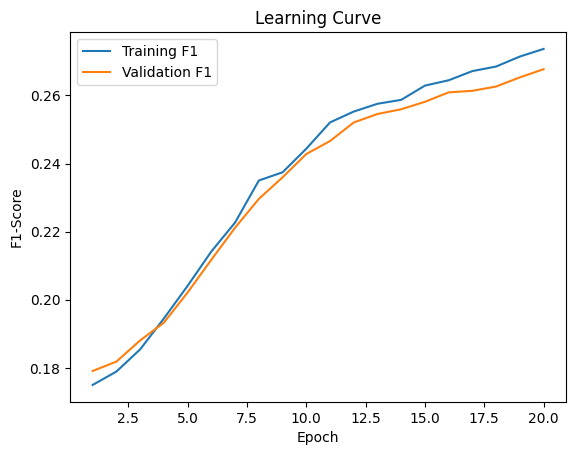 Learning Curve
Training F1
Validation F1
0.26
0.24
0.22
0.20
0.18
F1-Score
2.5 5.0 7.5 10.0 12.5 15.0 17.5 20.0
Epoch